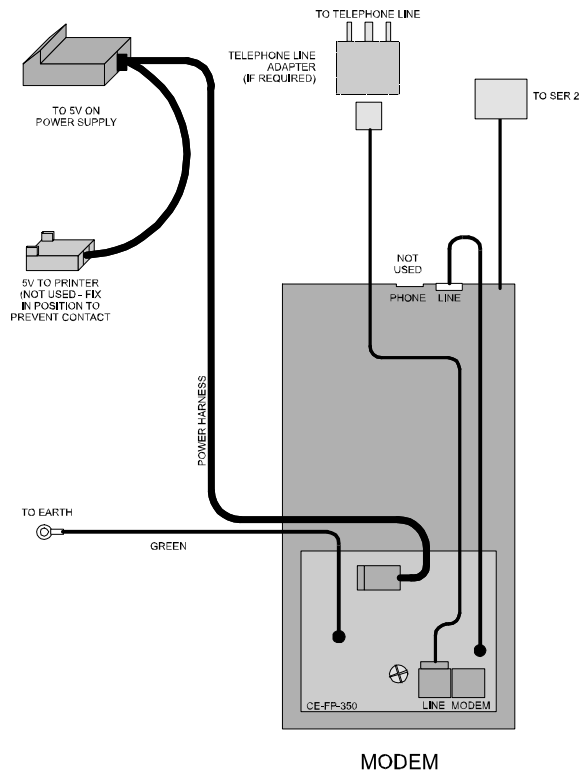 TO TELEPHONE LINE
TELEPHONE LINE
ADAPTER
(IF REQUIRED)
TO SER 2
TO 5V ON
POWER SUPPLY
5V TO PRINTER
(NOT USED - FIX
IN POSITION TO
PREVENT CONTACT
NOT
USED
PHONE
LINE
POWER HARNESS
TO EARTH
GREEN
CE-FP-350
LINE
MODEM
MODEM